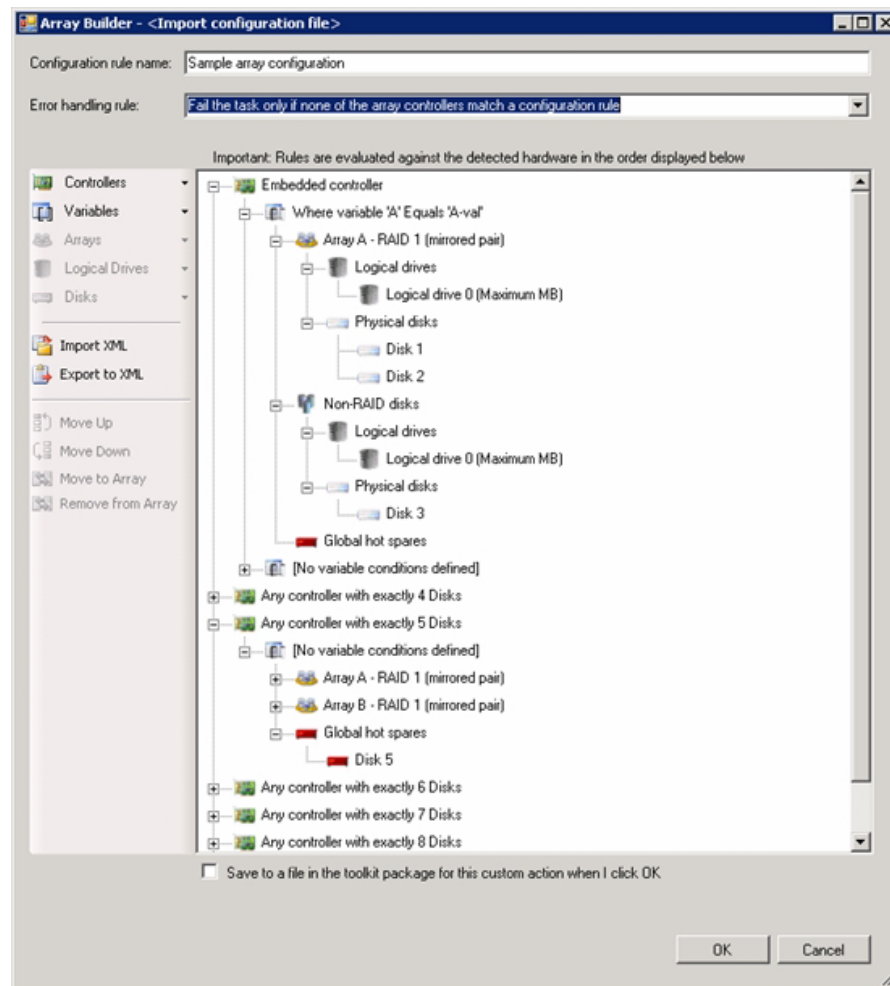 Array Builder - <Import configuration file>
Configuration rule name: Sample array configuration
Error handling rule: Fail the task only if none of the array controllers match a configuration rule
Important: Rules are evaluated against the detected hardware in the order displayed below
Controllers
Variables
Arrays
Logical Drives
Disks
Import XML
Export to XML
Move Up
Move Down
Move to Array
Remove from Array
Embedded controller
Where variable 'A' Equals 'A-val'
Array A - RAID 1 (mirrored pair)
Logical drives
Logical drive 0 (Maximum MB)
Physical disks
Disk 1
Disk 2
Non-RAID disks
Logical drives
Logical drive 0 (Maximum MB)
Physical disks
Disk 3
Global hot spares
[No variable conditions defined]
Any controller with exactly 4 Disks
Any controller with exactly 5 Disks
[No variable conditions defined]
Array A - RAID 1 (mirrored pair)
Array B - RAID 1 (mirrored pair)
Global hot spares
Disk 5
Any controller with exactly 6 Disks
Any controller with exactly 7 Disks
Any controller with exactly 8 Disks
Save to a file in the toolkit package for this custom action when I click OK
OK
Cancel